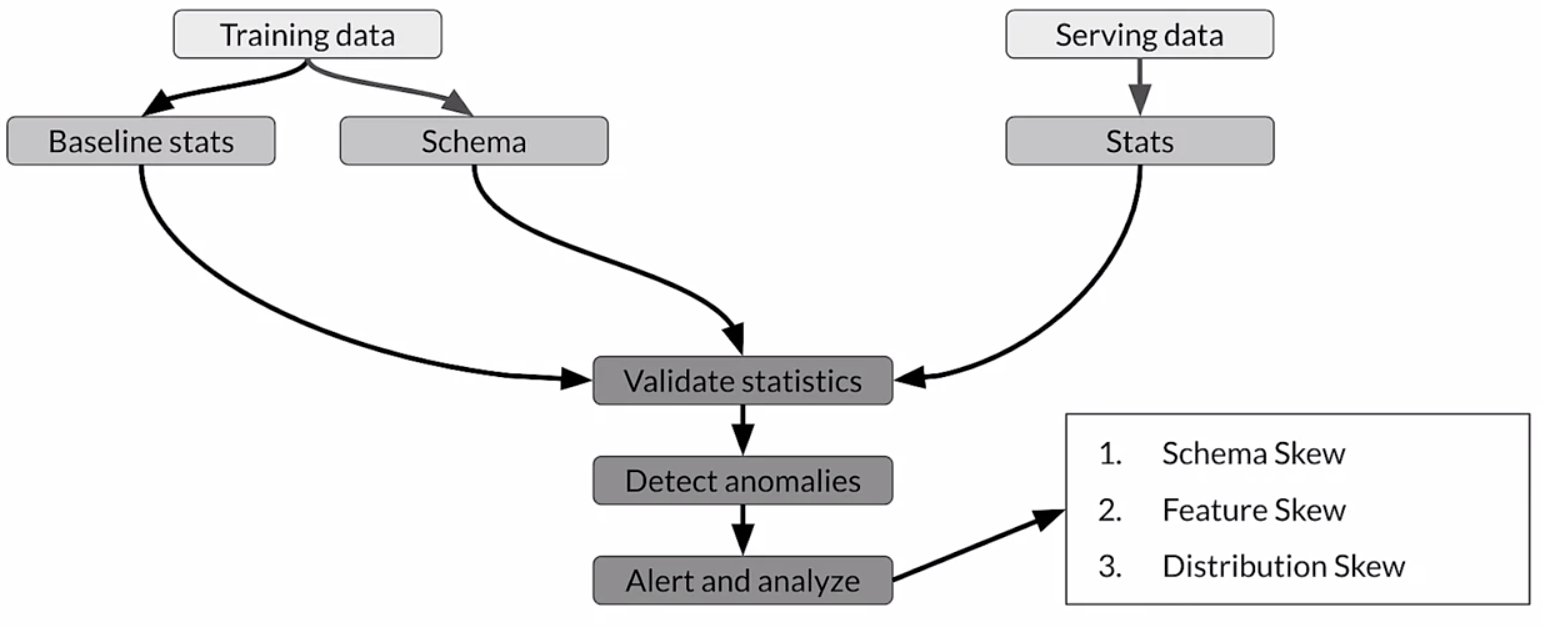 Training data
Serving data
Baseline stats
Schema
Stats
Validate statistics
Detect anomalies
Alert and analyze
1. Schema Skew
2. Feature Skew
3. Distribution Skew